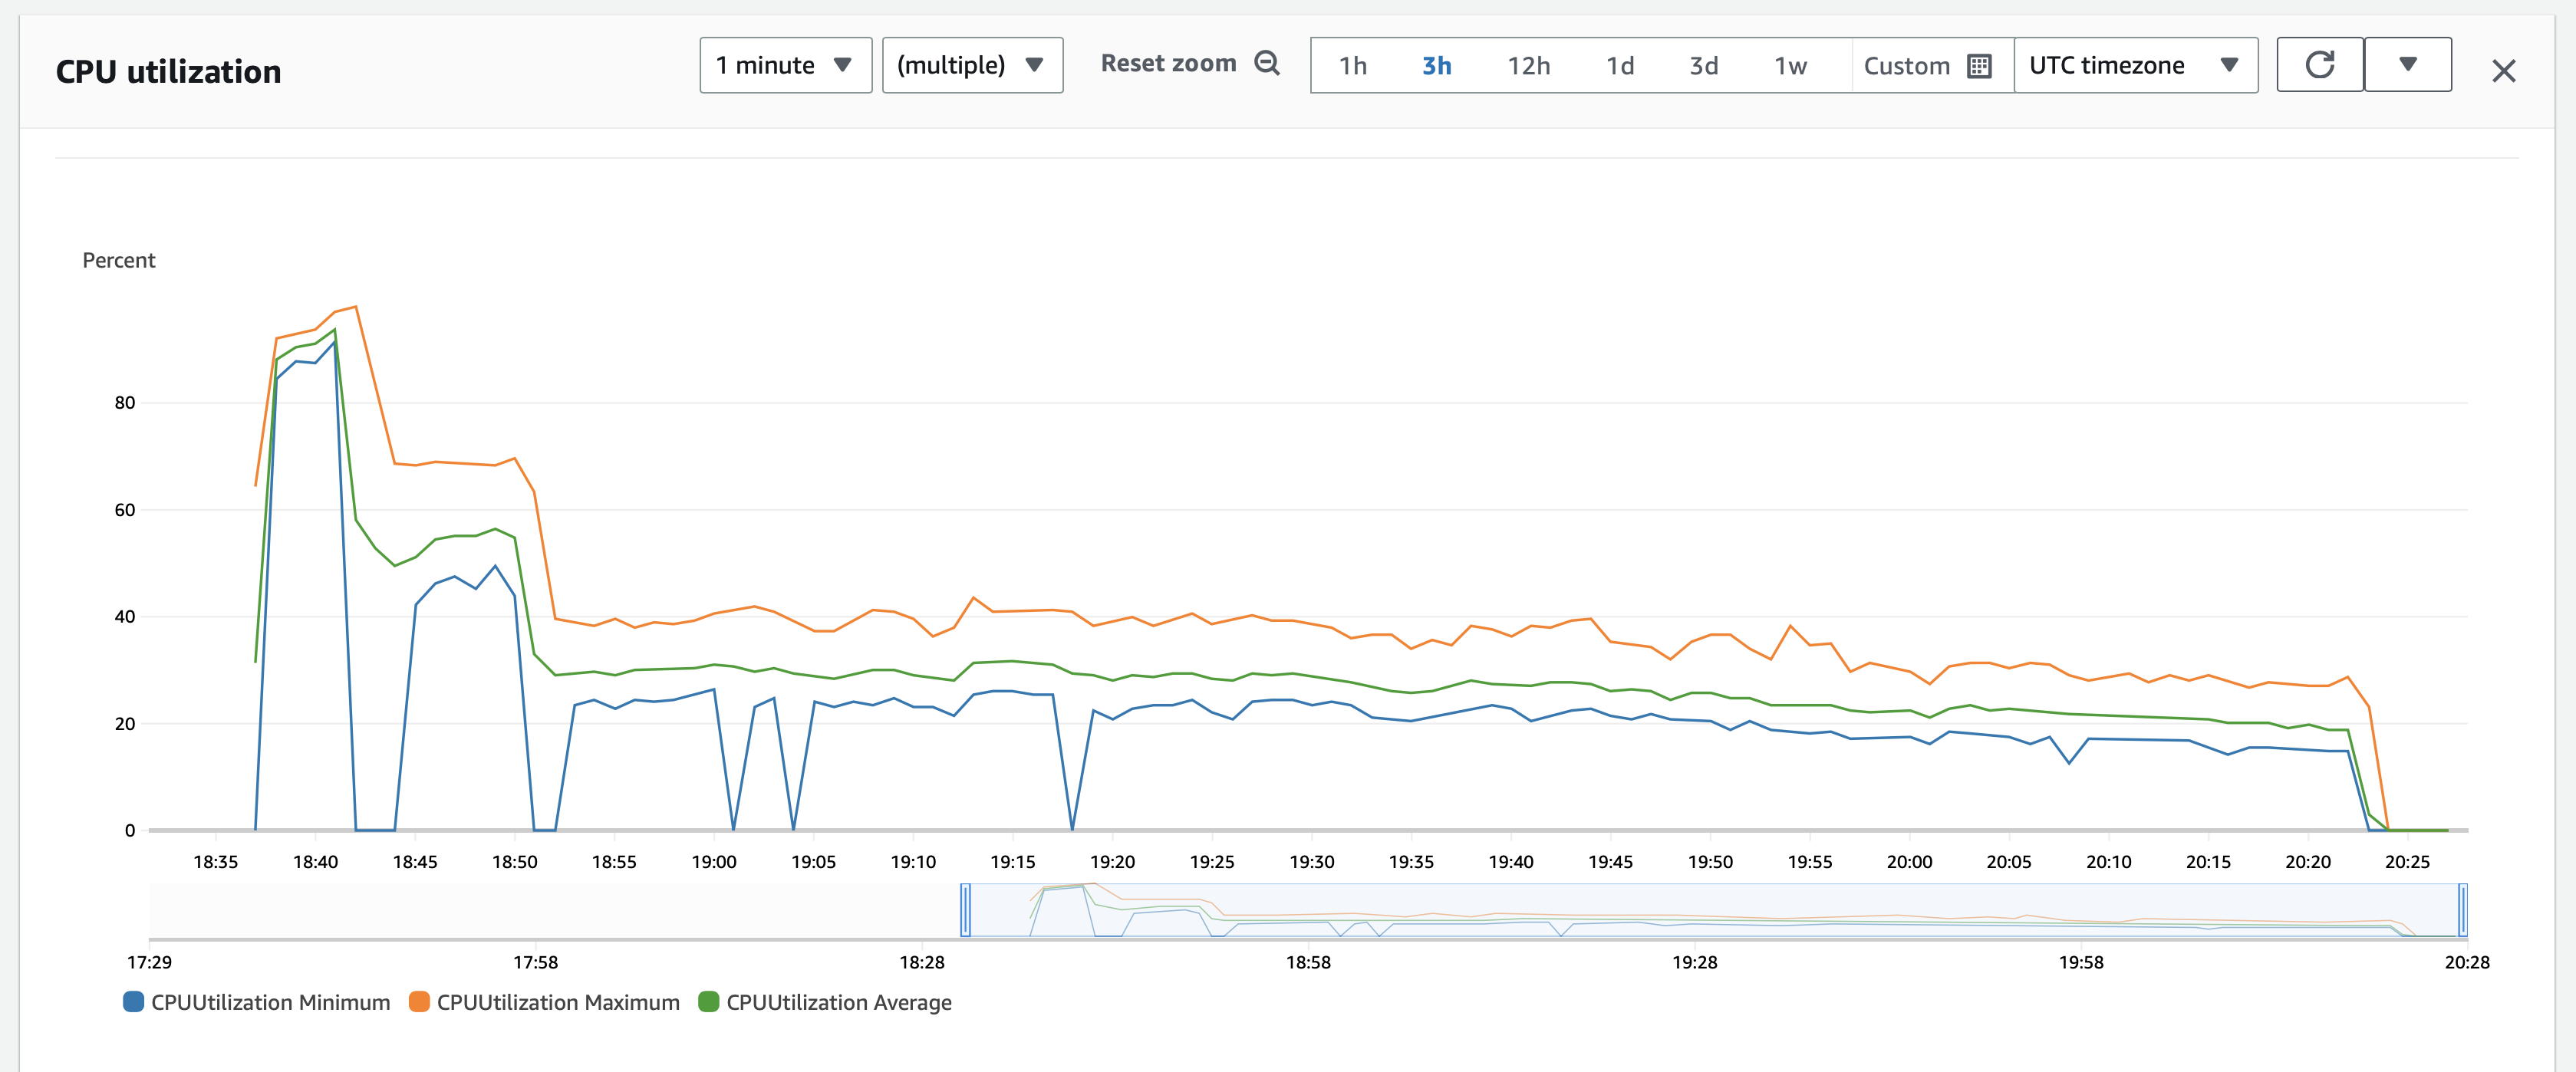 CPU utilization
1 minute
(multiple)
Reset zoom
1h 3h 12h 1d 3d 1w Custom
UTC timezone
Percent
80
60
40
20
0
18:35 18:40 18:45 18:50 18:55 19:00 19:05 19:10 19:15 19:20 19:25 19:30 19:35 19:40 19:45 19:50 19:55 20:00 20:05 20:10 20:15 20:20 20:25
17:29 17:58 18:28 18:58 19:28 19:58 20:28
CPUUtilization Minimum CPUUtilization Maximum CPUUtilization Average